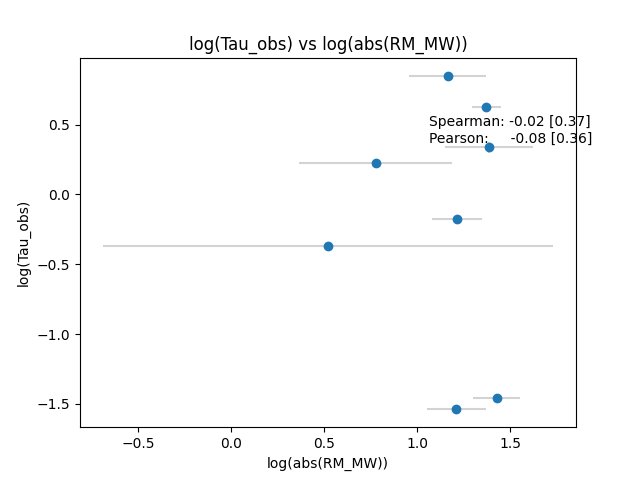 log(Tau_obs) vs log(abs(RM_MW))
Spearman: -0.02 [0.37]
Pearson: -0.08 [0.36]
log(Tau_obs)
0.5
0.0
−0.5
−1.0
−1.5
−0.5
0.0
0.5
1.0
1.5
log(abs(RM_MW))